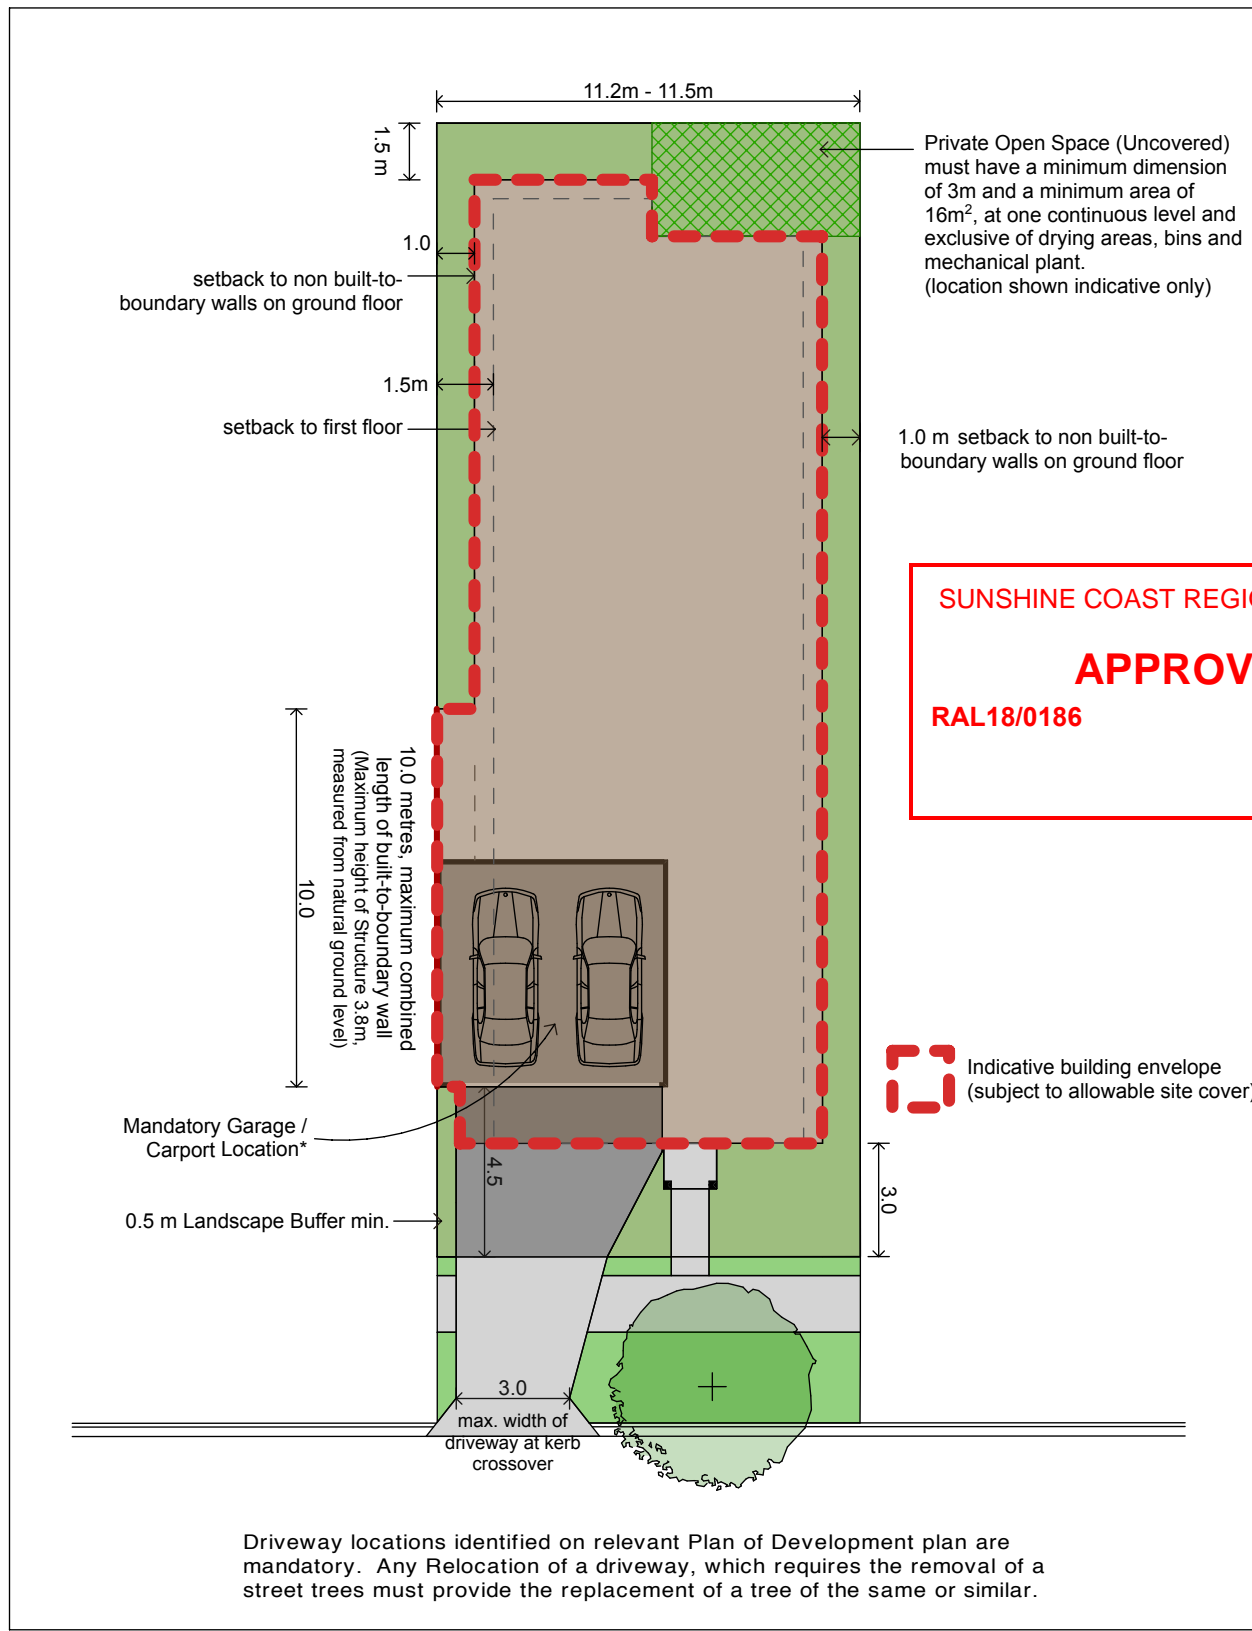 11.2m - 11.5m
1.5 m
Private Open Space (Uncovered)
must have a minimum dimension
of 3m and a minimum area of
16m², at one continuous level and
exclusive of drying areas, bins and
mechanical plant.
(location shown indicative only)
1.0
setback to non built-to-
boundary walls on ground floor
1.5m
setback to first floor
1.0 m setback to non built-to-
boundary walls on ground floor
SUNSHINE COAST REGI
APPROV
RAL18/0186
10.0 metres, maximum combined
length of built-to-boundary wall
(Maximum height of Structure 3.8m,
measured from natural ground level)
10.0
Indicative building envelope
(subject to allowable site cover)
Mandatory Garage /
Carport Location*
4.5
3.0
0.5 m Landscape Buffer min.
3.0
max. width of
driveway at kerb
crossover
Driveway locations identified on relevant Plan of Development plan are
mandatory. Any Relocation of a driveway, which requires the removal of a
street trees must provide the replacement of a tree of the same or similar.